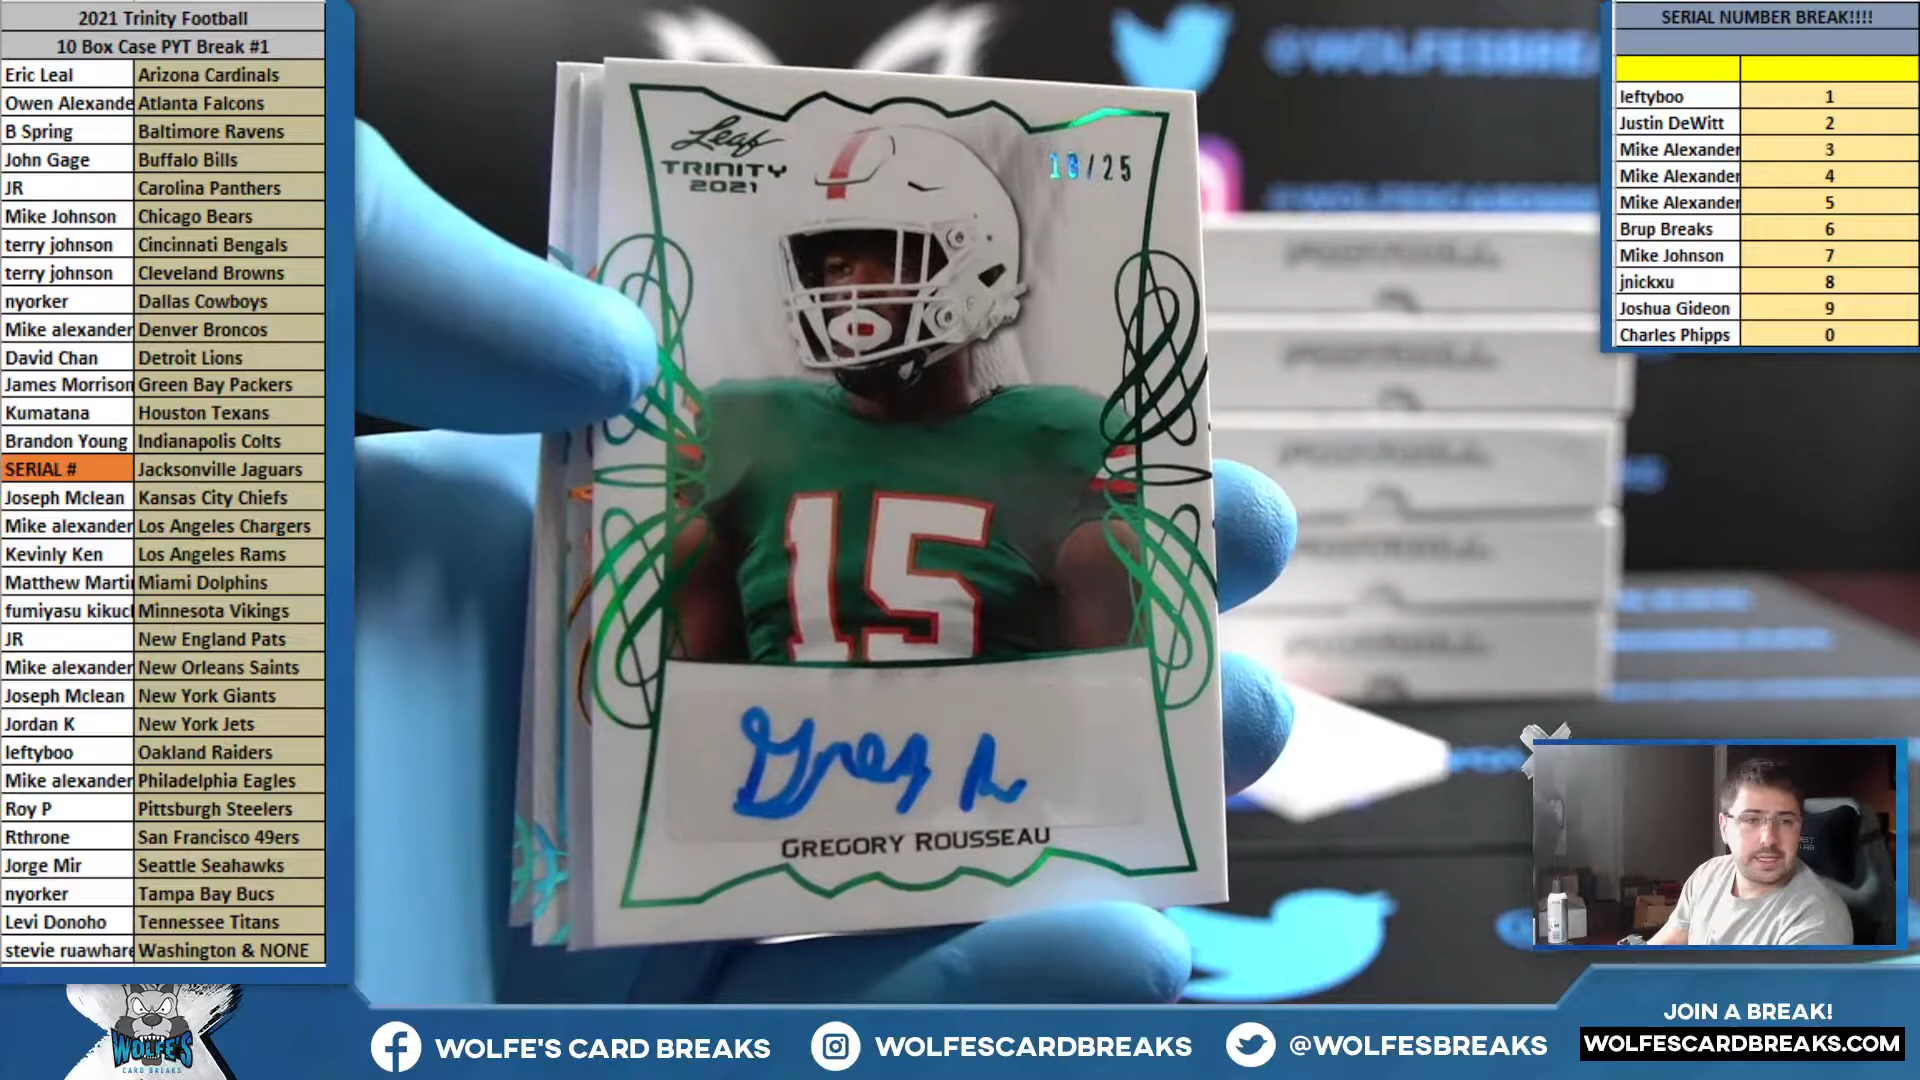 2021 Trinity Football
10 Box Case PYT Break #1
Eric Leal Arizona Cardinals
Owen Alexande Atlanta Falcons
B Spring Baltimore Ravens
John Gage Buffalo Bills
JR Carolina Panthers
Mike Johnson Chicago Bears
terry johnson Cincinnati Bengals
terry johnson Cleveland Browns
nyorker Dallas Cowboys
Mike alexander Denver Broncos
David Chan Detroit Lions
James Morrison Green Bay Packers
Kumatana Houston Texans
Brandon Young Indianapolis Colts
SERIAL # Jacksonville Jaguars
Joseph Mclean Kansas City Chiefs
Mike alexander Los Angeles Chargers
Kevinly Ken Los Angeles Rams
Matthew Marti Miami Dolphins
fumiyasu kikuc Minnesota Vikings
JR New England Pats
Mike alexander New Orleans Saints
Joseph Mclean New York Giants
Jordan K New York Jets
leftyboo Oakland Raiders
Mike alexander Philadelphia Eagles
Roy P Pittsburgh Steelers
Rthrone San Francisco 49ers
Jorge Mir Seattle Seahawks
nyorker Tampa Bay Bucs
Levi Donoho Tennessee Titans
stevie ruawhare Washington & NONE
WOLFE'S
CARD BREAKS
@WOLFESBREA
Leaf
TRINITY
2021
/25
15
Greg R
GREGORY ROUSSEAU
SERIAL NUMBER BREAK!!!!
leftyboo 1
Justin DeWitt 2
Mike Alexander 3
Mike Alexander 4
Mike Alexander 5
Brup Breaks 6
Mike Johnson 7
jnickxu 8
Joshua Gideon 9
Charles Phipps 0
WOLFE'S CARD BREAKS
WOLFESCARDBREAKS
@WOLFESBREAKS
JOIN A BREAK!
WOLFESCARDBREAKS.COM